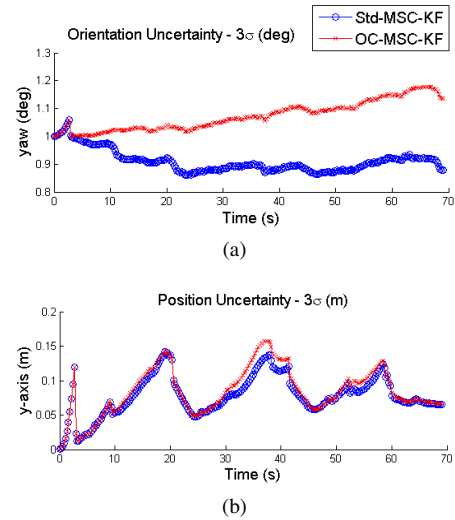 Std-MSC-KF
OC-MSC-KF
Orientation Uncertainty - 3σ (deg)
yaw (deg)
1.3
1.2
1.1
1
0.9
0.8
0 10 20 30 40 50 60 70
Time (s)
(a)
Position Uncertainty - 3σ (m)
y-axis (m)
0.2
0.15
0.1
0.05
0
0 10 20 30 40 50 60 70
Time (s)
(b)